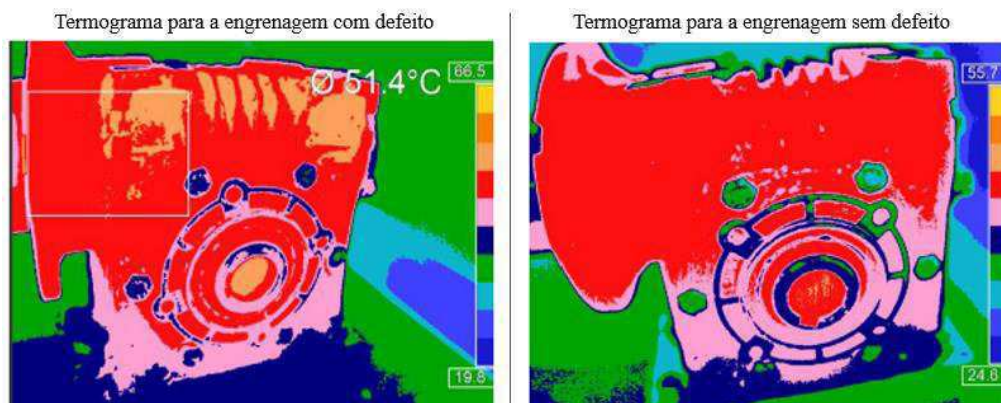 Termograma para a engrenagem com defeito
Termograma para a engrenagem sem defeito
Ø 51.4°C
66.5
19.8
55.7
24.6